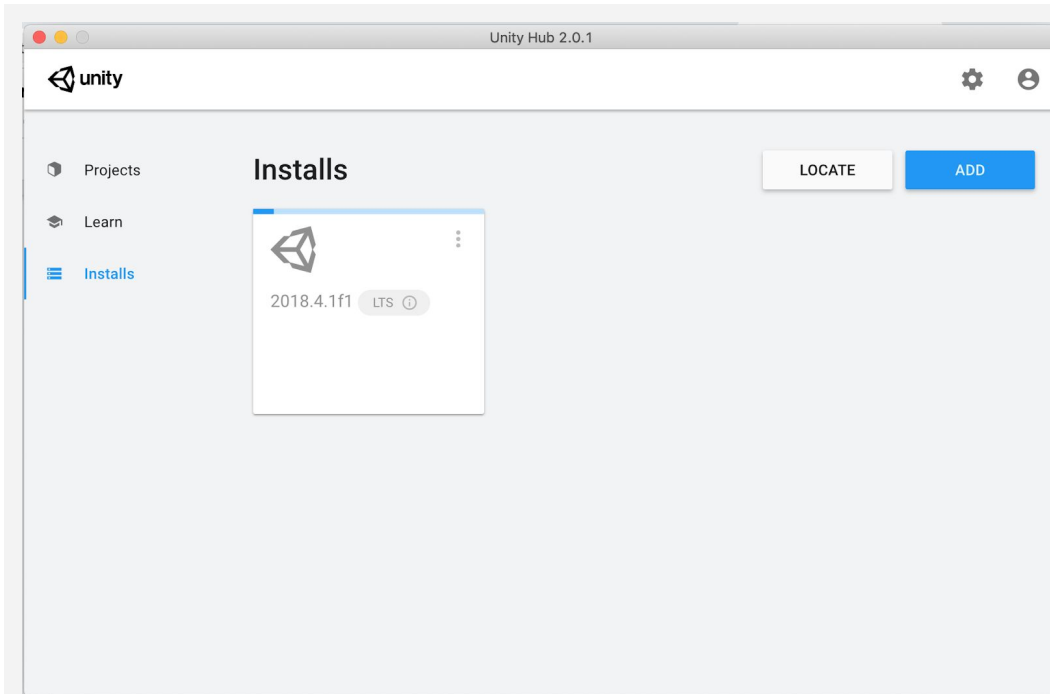 Unity Hub 2.0.1
unity
Projects
Learn
Installs
Installs
LOCATE
ADD
2018.4.1f1 LTS